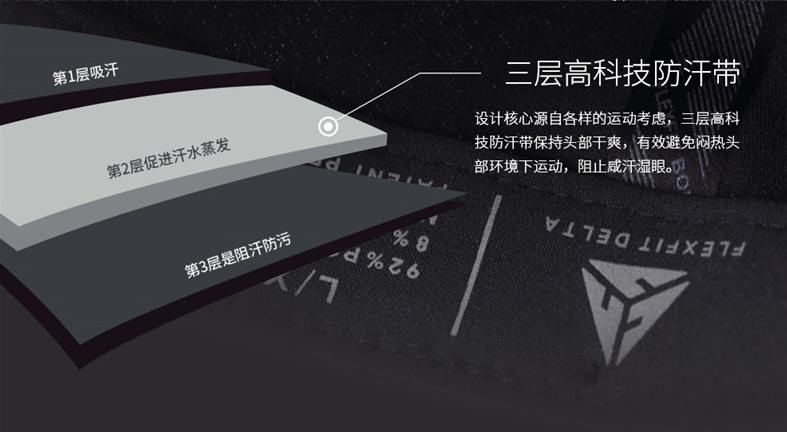 第1层吸汗
第2层促进汗水蒸发
第3层是阻汗防污
三层高科技防汗带
设计核心源自各样的运动考虑，三层高科
技防汗带保持头部干爽，有效避免闷热头
部环境下运动，阻止咸汗湿眼。
FLEXFIT DELTA
92% PO
8%
L/X